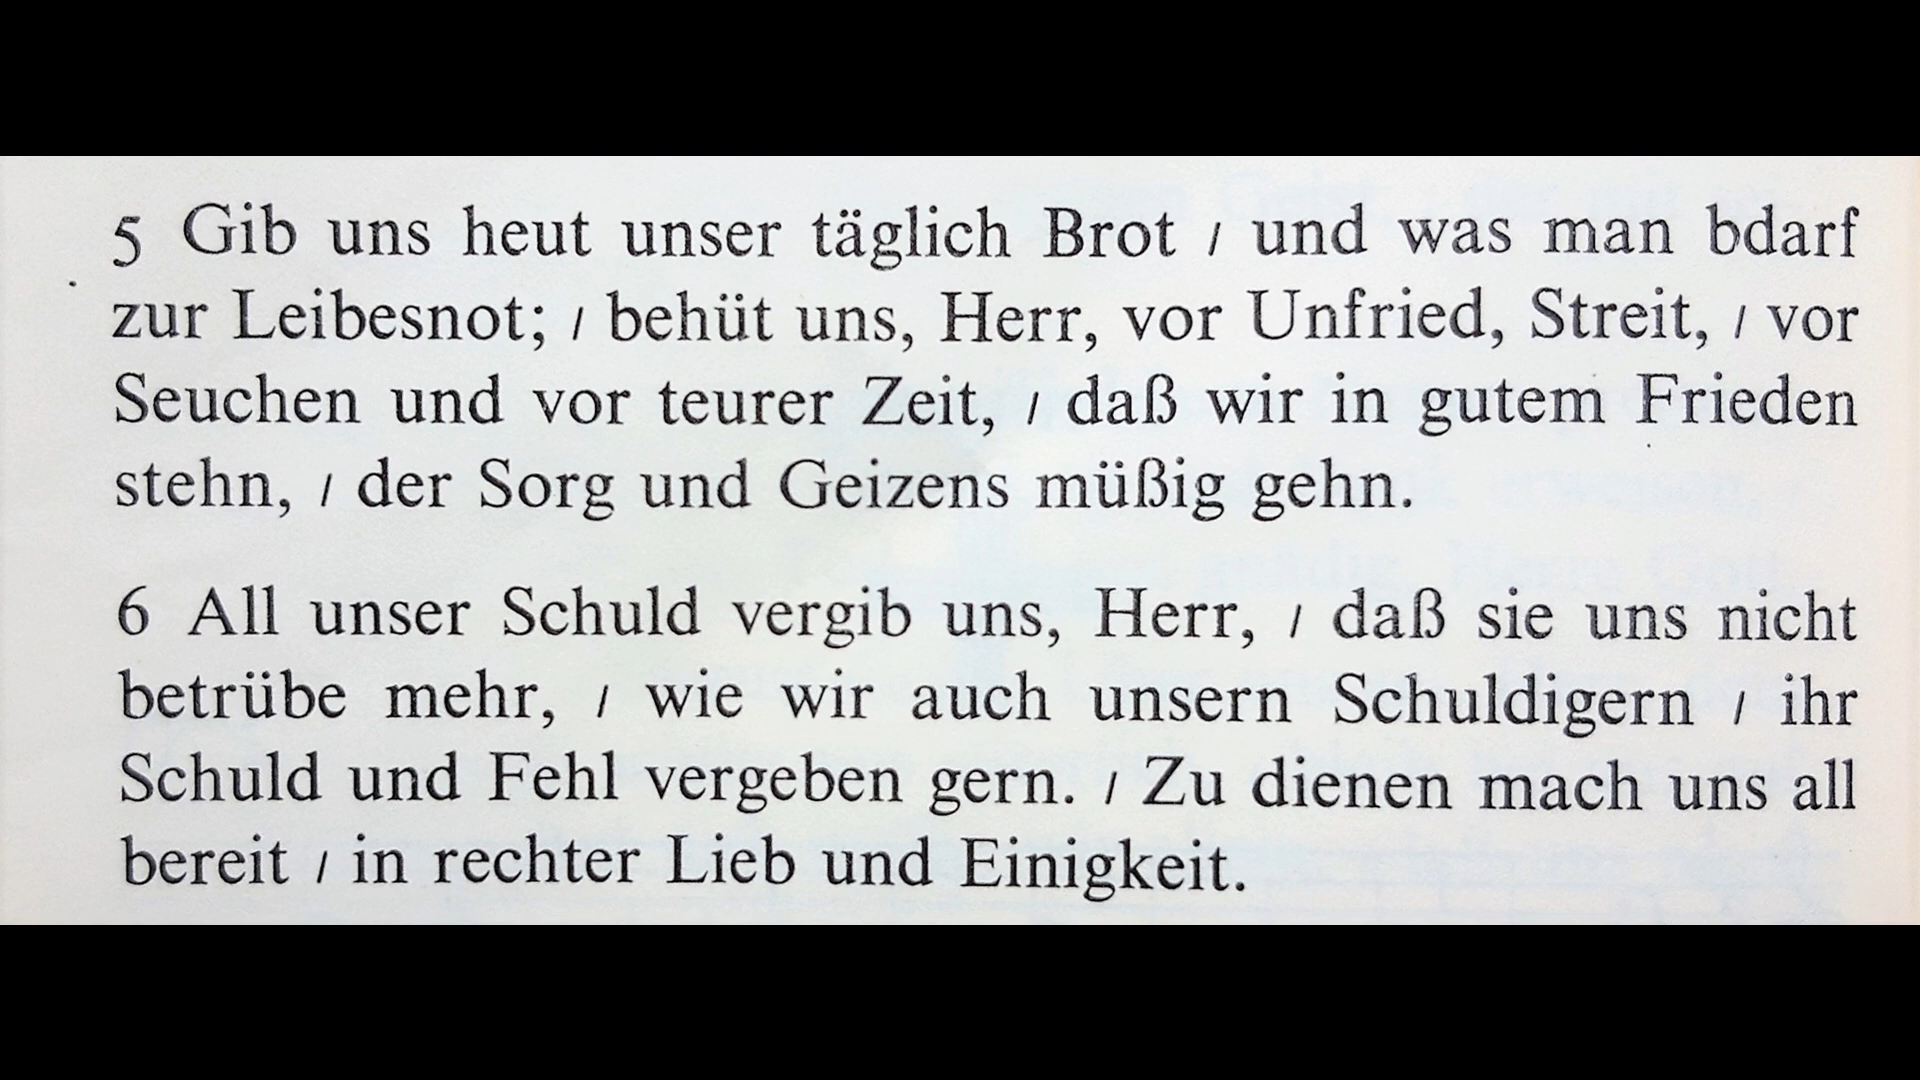 5 Gib uns heut unser täglich Brot / und was man bdarf
zur Leibesnot; / behüt uns, Herr, vor Unfried, Streit, / vor
Seuchen und vor teurer Zeit, / daß wir in gutem Frieden
stehn, / der Sorg und Geizens müßig gehn.
6 All unser Schuld vergib uns, Herr, / daß sie uns nicht
betrübe mehr, / wie wir auch unsern Schuldigern / ihr
Schuld und Fehl vergeben gern. / Zu dienen mach uns all
bereit / in rechter Lieb und Einigkeit.